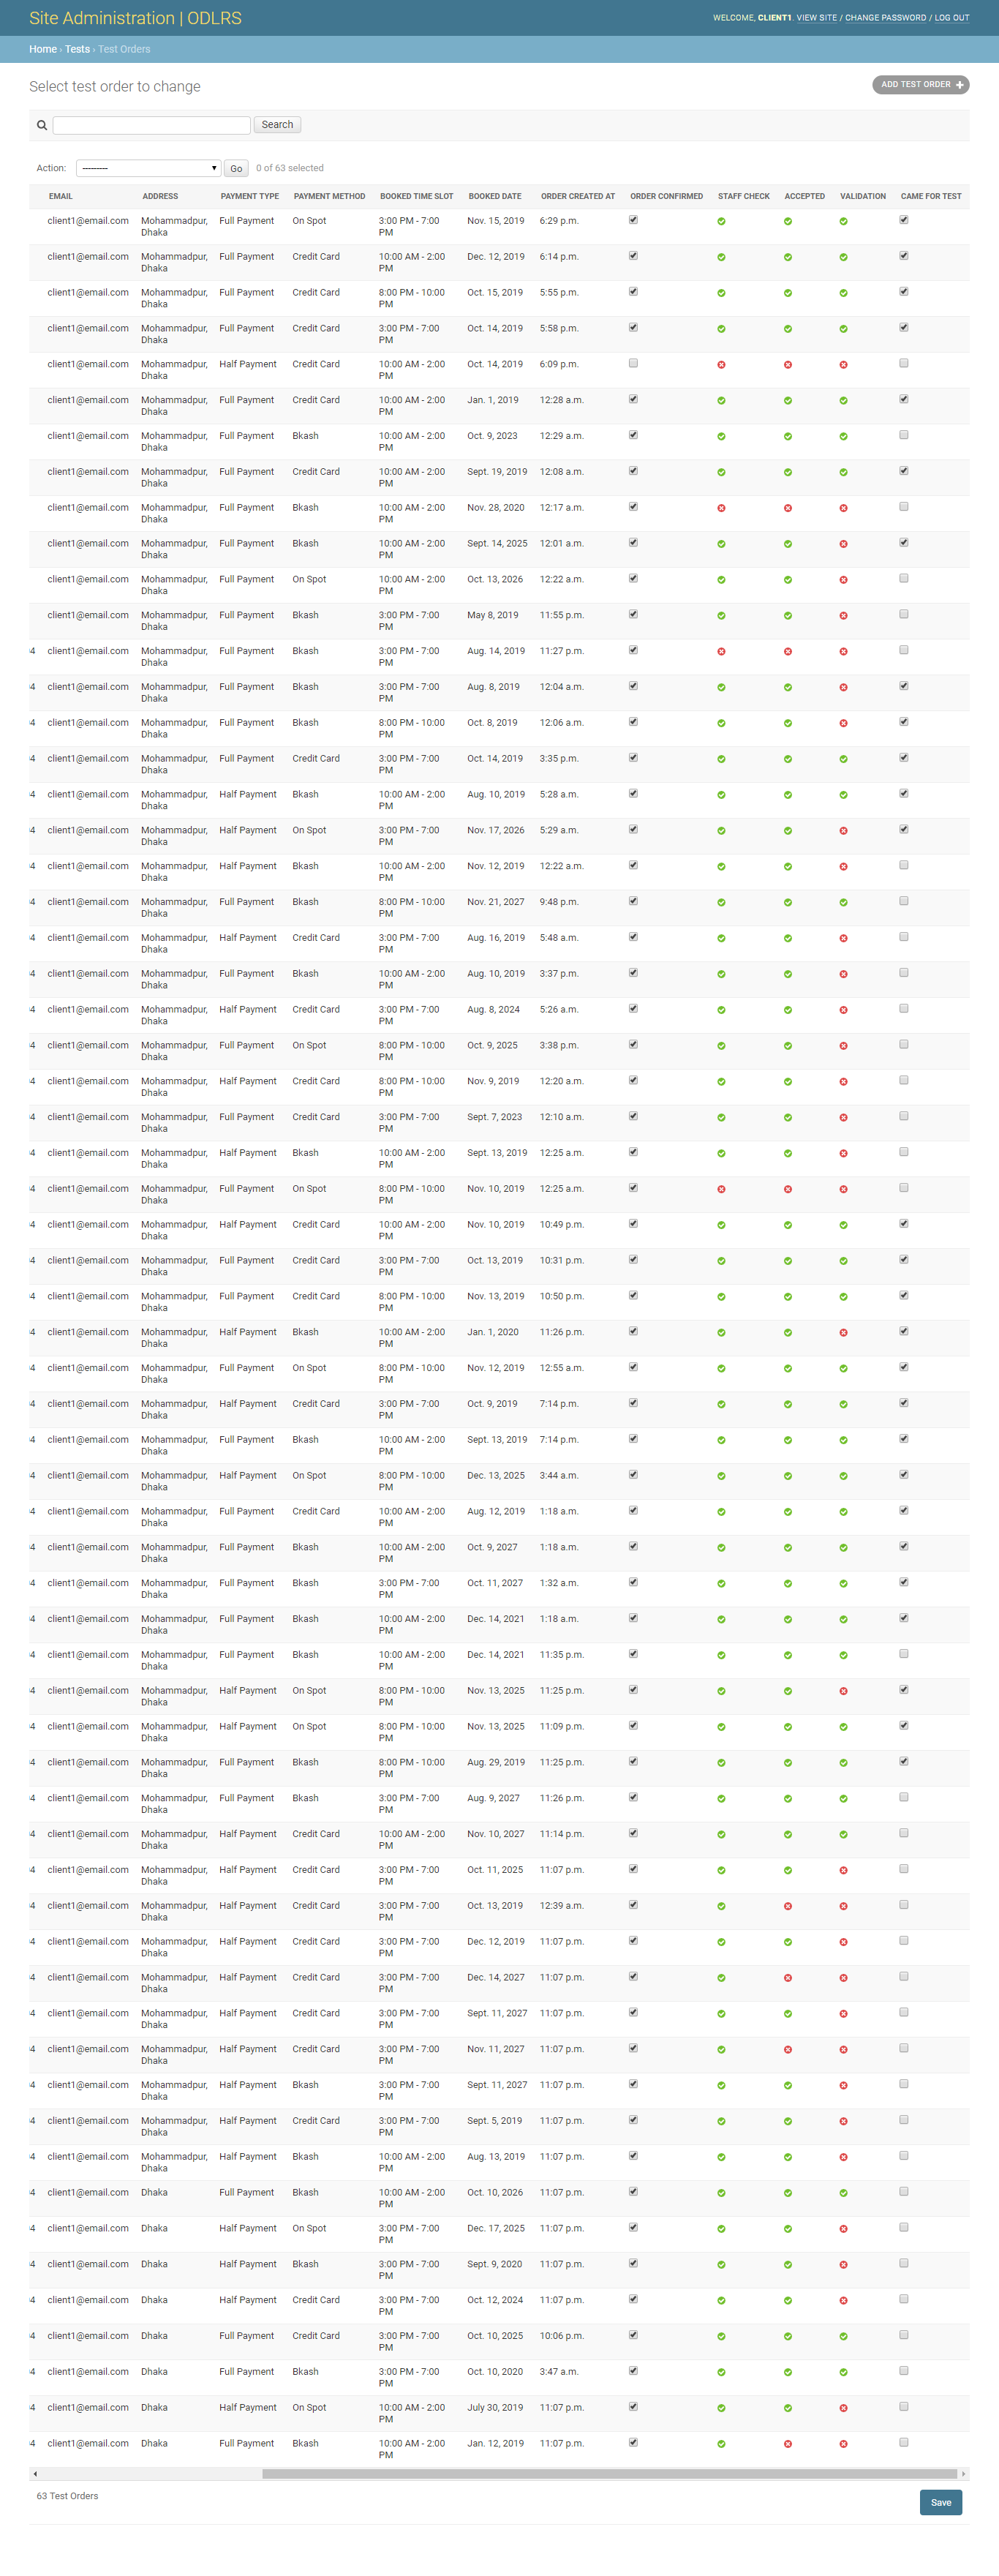 Site Administration | ODLRS
WELCOME, CLIENT1. VIEW SITE / CHANGE PASSWORD / LOG OUT
Home › Tests › Test Orders
Select test order to change
ADD TEST ORDER +
Search
Action: --------- Go 0 of 63 selected
EMAIL ADDRESS PAYMENT TYPE PAYMENT METHOD BOOKED TIME SLOT BOOKED DATE ORDER CREATED AT ORDER CONFIRMED STAFF CHECK ACCEPTED VALIDATION CAME FOR TEST
client1@email.com Mohammadpur, Full Payment On Spot 3:00 PM - 7:00 Nov. 15, 2019 6:29 p.m.
Dhaka PM
client1@email.com Mohammadpur, Full Payment Credit Card 10:00 AM - 2:00 Dec. 12, 2019 6:14 p.m.
Dhaka PM
client1@email.com Mohammadpur, Full Payment Credit Card 8:00 PM - 10:00 Oct. 15, 2019 5:55 p.m.
Dhaka PM
client1@email.com Mohammadpur, Full Payment Credit Card 3:00 PM - 7:00 Oct. 14, 2019 5:58 p.m.
Dhaka PM
client1@email.com Mohammadpur, Half Payment Credit Card 10:00 AM - 2:00 Oct. 14, 2019 6:09 p.m.
Dhaka PM
client1@email.com Mohammadpur, Full Payment Credit Card 10:00 AM - 2:00 Jan. 1, 2019 12:28 a.m.
Dhaka PM
client1@email.com Mohammadpur, Full Payment Bkash 10:00 AM - 2:00 Oct. 9, 2023 12:29 a.m.
Dhaka PM
client1@email.com Mohammadpur, Full Payment Credit Card 10:00 AM - 2:00 Sept. 19, 2019 12:08 a.m.
Dhaka PM
client1@email.com Mohammadpur, Full Payment Bkash 10:00 AM - 2:00 Nov. 28, 2020 12:17 a.m.
Dhaka PM
client1@email.com Mohammadpur, Full Payment Bkash 10:00 AM - 2:00 Sept. 14, 2025 12:01 a.m.
Dhaka PM
client1@email.com Mohammadpur, Full Payment On Spot 10:00 AM - 2:00 Oct. 13, 2026 12:22 a.m.
Dhaka PM
client1@email.com Mohammadpur, Full Payment Bkash 3:00 PM - 7:00 May 8, 2019 11:55 p.m.
Dhaka PM
4 client1@email.com Mohammadpur, Full Payment Bkash 3:00 PM - 7:00 Aug. 14, 2019 11:27 p.m.
Dhaka PM
4 client1@email.com Mohammadpur, Full Payment Bkash 3:00 PM - 7:00 Aug. 8, 2019 12:04 a.m.
Dhaka PM
4 client1@email.com Mohammadpur, Full Payment Bkash 8:00 PM - 10:00 Oct. 8, 2019 12:06 a.m.
Dhaka PM
4 client1@email.com Mohammadpur, Full Payment Credit Card 3:00 PM - 7:00 Oct. 14, 2019 3:35 p.m.
Dhaka PM
4 client1@email.com Mohammadpur, Half Payment Bkash 10:00 AM - 2:00 Aug. 10, 2019 5:28 a.m.
Dhaka PM
4 client1@email.com Mohammadpur, Half Payment On Spot 3:00 PM - 7:00 Nov. 17, 2026 5:29 a.m.
Dhaka PM
4 client1@email.com Mohammadpur, Half Payment Bkash 10:00 AM - 2:00 Nov. 12, 2019 12:22 a.m.
Dhaka PM
4 client1@email.com Mohammadpur, Full Payment Bkash 8:00 PM - 10:00 Nov. 21, 2027 9:48 p.m.
Dhaka PM
4 client1@email.com Mohammadpur, Half Payment Credit Card 3:00 PM - 7:00 Aug. 16, 2019 5:48 a.m.
Dhaka PM
4 client1@email.com Mohammadpur, Full Payment Bkash 10:00 AM - 2:00 Aug. 10, 2019 3:37 p.m.
Dhaka PM
4 client1@email.com Mohammadpur, Half Payment Credit Card 3:00 PM - 7:00 Aug. 8, 2024 5:26 a.m.
Dhaka PM
4 client1@email.com Mohammadpur, Full Payment On Spot 8:00 PM - 10:00 Oct. 9, 2025 3:38 p.m.
Dhaka PM
4 client1@email.com Mohammadpur, Half Payment Credit Card 8:00 PM - 10:00 Nov. 9, 2019 12:20 a.m.
Dhaka PM
4 client1@email.com Mohammadpur, Full Payment Credit Card 3:00 PM - 7:00 Sept. 7, 2023 12:10 a.m.
Dhaka PM
4 client1@email.com Mohammadpur, Half Payment Bkash 10:00 AM - 2:00 Sept. 13, 2019 12:25 a.m.
Dhaka PM
4 client1@email.com Mohammadpur, Full Payment On Spot 8:00 PM - 10:00 Nov. 10, 2019 12:25 a.m.
Dhaka PM
4 client1@email.com Mohammadpur, Half Payment Credit Card 10:00 AM - 2:00 Nov. 10, 2019 10:49 p.m.
Dhaka PM
4 client1@email.com Mohammadpur, Full Payment Credit Card 3:00 PM - 7:00 Oct. 13, 2019 10:31 p.m.
Dhaka PM
4 client1@email.com Mohammadpur, Full Payment Credit Card 8:00 PM - 10:00 Nov. 13, 2019 10:50 p.m.
Dhaka PM
4 client1@email.com Mohammadpur, Half Payment Bkash 10:00 AM - 2:00 Jan. 1, 2020 11:26 p.m.
Dhaka PM
4 client1@email.com Mohammadpur, Full Payment On Spot 8:00 PM - 10:00 Nov. 12, 2019 12:55 a.m.
Dhaka PM
4 client1@email.com Mohammadpur, Half Payment Credit Card 3:00 PM - 7:00 Oct. 9, 2019 7:14 p.m.
Dhaka PM
4 client1@email.com Mohammadpur, Full Payment Bkash 10:00 AM - 2:00 Sept. 13, 2019 7:14 p.m.
Dhaka PM
4 client1@email.com Mohammadpur, Half Payment On Spot 8:00 PM - 10:00 Dec. 13, 2025 3:44 a.m.
Dhaka PM
4 client1@email.com Mohammadpur, Full Payment Credit Card 10:00 AM - 2:00 Aug. 12, 2019 1:18 a.m.
Dhaka PM
4 client1@email.com Mohammadpur, Full Payment Bkash 10:00 AM - 2:00 Oct. 9, 2027 1:18 a.m.
Dhaka PM
4 client1@email.com Mohammadpur, Full Payment Bkash 3:00 PM - 7:00 Oct. 11, 2027 1:32 a.m.
Dhaka PM
4 client1@email.com Mohammadpur, Full Payment Bkash 10:00 AM - 2:00 Dec. 14, 2021 1:18 a.m.
Dhaka PM
4 client1@email.com Mohammadpur, Full Payment Bkash 10:00 AM - 2:00 Dec. 14, 2021 11:35 p.m.
Dhaka PM
4 client1@email.com Mohammadpur, Half Payment On Spot 8:00 PM - 10:00 Nov. 13, 2025 11:25 p.m.
Dhaka PM
4 client1@email.com Mohammadpur, Half Payment On Spot 8:00 PM - 10:00 Nov. 13, 2025 11:09 p.m.
Dhaka PM
4 client1@email.com Mohammadpur, Full Payment Bkash 8:00 PM - 10:00 Aug. 29, 2019 11:25 p.m.
Dhaka PM
4 client1@email.com Mohammadpur, Full Payment Bkash 3:00 PM - 7:00 Aug. 9, 2027 11:26 p.m.
Dhaka PM
4 client1@email.com Mohammadpur, Half Payment Credit Card 10:00 AM - 2:00 Nov. 10, 2027 11:14 p.m.
Dhaka PM
4 client1@email.com Mohammadpur, Half Payment Credit Card 3:00 PM - 7:00 Oct. 11, 2025 11:07 p.m.
Dhaka PM
4 client1@email.com Mohammadpur, Half Payment Credit Card 3:00 PM - 7:00 Oct. 13, 2019 12:39 a.m.
Dhaka PM
4 client1@email.com Mohammadpur, Half Payment Credit Card 3:00 PM - 7:00 Dec. 12, 2019 11:07 p.m.
Dhaka PM
4 client1@email.com Mohammadpur, Half Payment Credit Card 3:00 PM - 7:00 Dec. 14, 2027 11:07 p.m.
Dhaka PM
4 client1@email.com Mohammadpur, Half Payment Credit Card 3:00 PM - 7:00 Sept. 11, 2027 11:07 p.m.
Dhaka PM
4 client1@email.com Mohammadpur, Half Payment Credit Card 3:00 PM - 7:00 Nov. 11, 2027 11:07 p.m.
Dhaka PM
4 client1@email.com Mohammadpur, Half Payment Bkash 3:00 PM - 7:00 Sept. 11, 2027 11:07 p.m.
Dhaka PM
4 client1@email.com Mohammadpur, Half Payment Credit Card 3:00 PM - 7:00 Sept. 5, 2019 11:07 p.m.
Dhaka PM
4 client1@email.com Mohammadpur, Half Payment Bkash 10:00 AM - 2:00 Aug. 13, 2019 11:07 p.m.
Dhaka PM
4 client1@email.com Dhaka Full Payment Bkash 10:00 AM - 2:00 Oct. 10, 2026 11:07 p.m.
PM
4 client1@email.com Dhaka Half Payment On Spot 3:00 PM - 7:00 Dec. 17, 2025 11:07 p.m.
PM
4 client1@email.com Dhaka Half Payment Bkash 3:00 PM - 7:00 Sept. 9, 2020 11:07 p.m.
PM
4 client1@email.com Dhaka Half Payment Credit Card 3:00 PM - 7:00 Oct. 12, 2024 11:07 p.m.
PM
4 client1@email.com Dhaka Full Payment Credit Card 3:00 PM - 7:00 Oct. 10, 2025 10:06 p.m.
PM
4 client1@email.com Dhaka Full Payment Bkash 3:00 PM - 7:00 Oct. 10, 2020 3:47 a.m.
PM
4 client1@email.com Dhaka Half Payment On Spot 10:00 AM - 2:00 July 30, 2019 11:07 p.m.
PM
4 client1@email.com Dhaka Full Payment Bkash 10:00 AM - 2:00 Jan. 12, 2019 11:07 p.m.
PM
63 Test Orders
Save